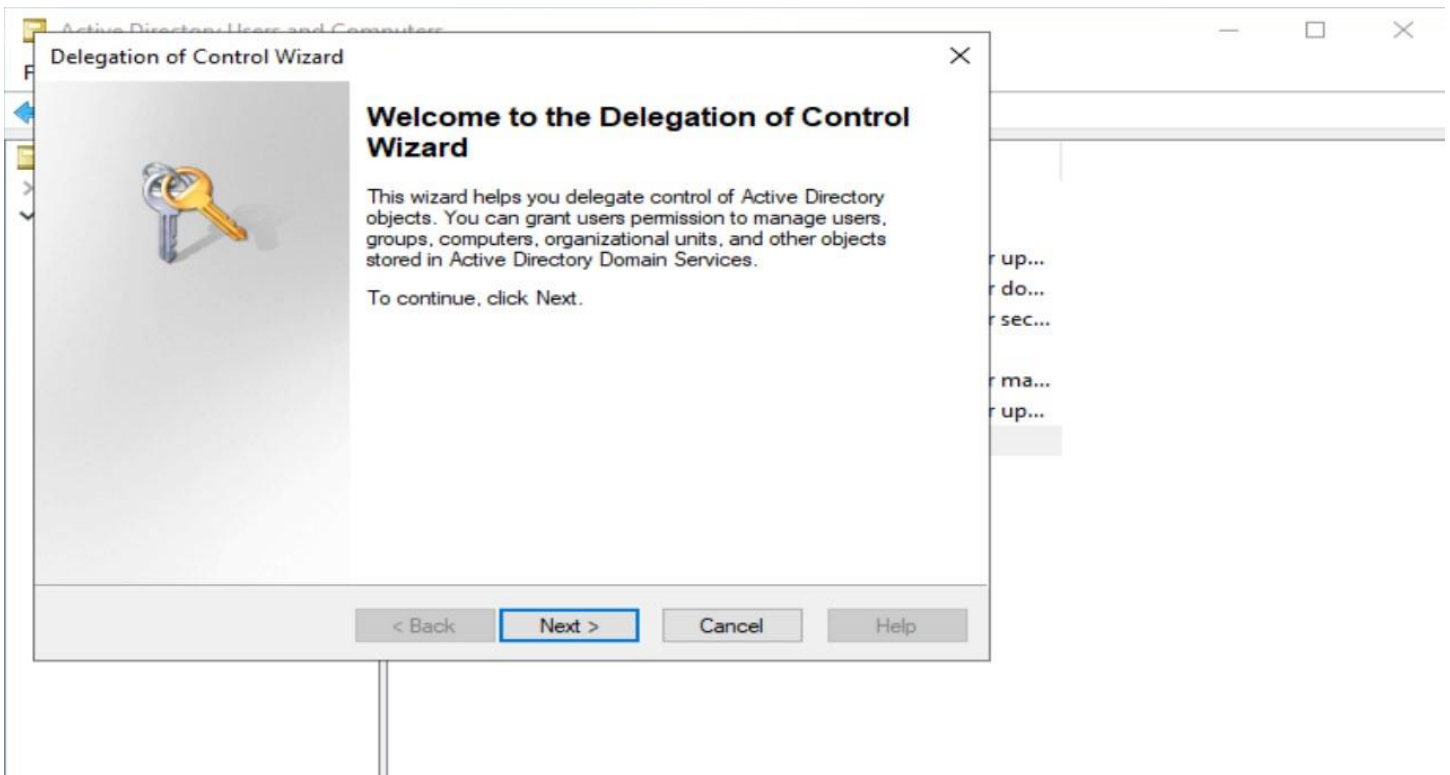 Active Directory Users and Computers
Delegation of Control Wizard
F
Welcome to the Delegation of Control
Wizard
This wizard helps you delegate control of Active Directory
objects. You can grant users permission to manage users,
groups, computers, organizational units, and other objects
stored in Active Directory Domain Services.
To continue, click Next.
r up...
r do...
r sec...
r ma...
r up...
< Back
Next >
Cancel
Help